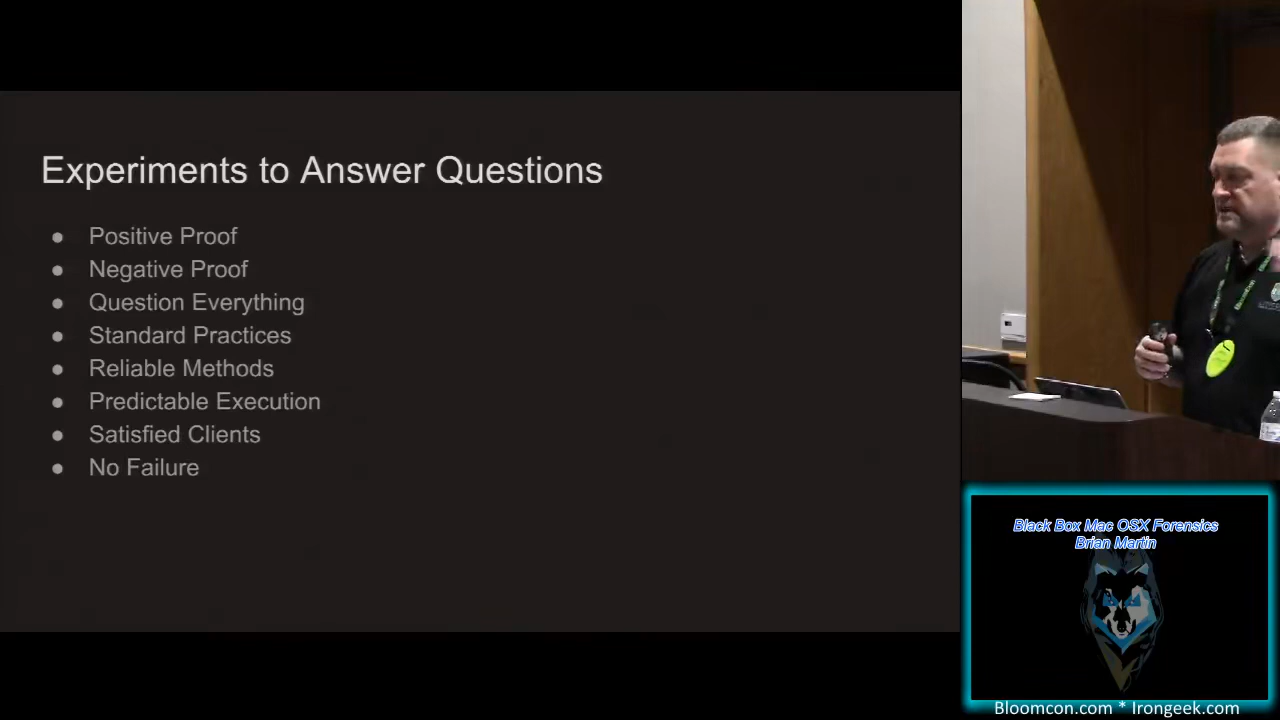 Experiments to Answer Questions
● Positive Proof
● Negative Proof
● Question Everything
● Standard Practices
● Reliable Methods
● Predictable Execution
● Satisfied Clients
● No Failure
Black Box Mac OSX Forensics
Brian Martin
Bloomcon.com * Irongeek.com